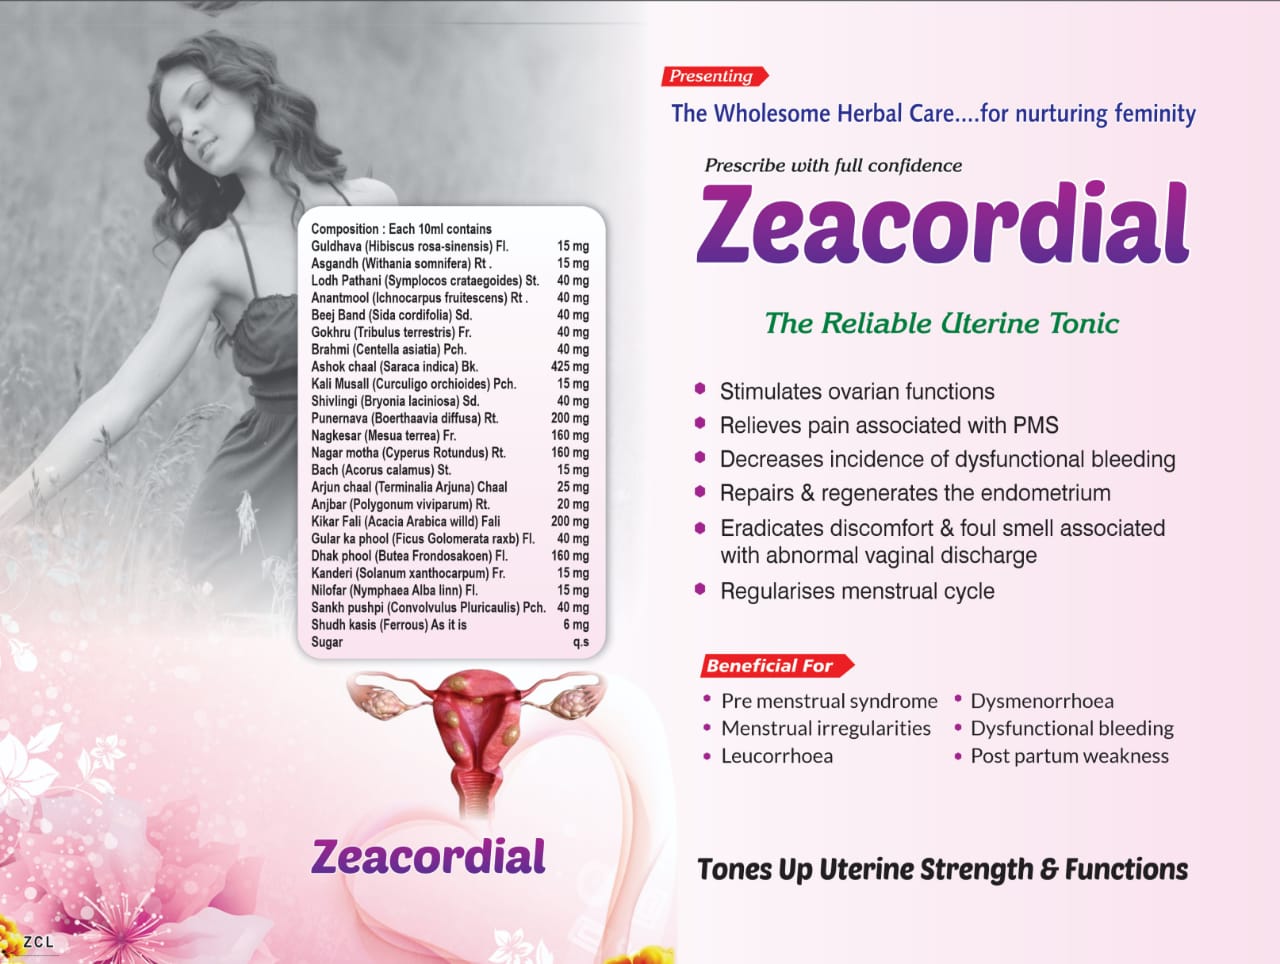 Composition : Each 10ml contains
Guldhava (Hibiscus rosa-sinensis) Fl. 15 mg
Asgandh (Withania somnifera) Rt . 15 mg
Lodh Pathani (Symplocos crataegoides) St. 40 mg
Anantmool (Ichnocarpus fruitescens) Rt . 40 mg
Beej Band (Sida cordifolia) Sd. 40 mg
Gokhru (Tribulus terrestris) Fr. 40 mg
Brahmi (Centella asiatia) Pch. 40 mg
Ashok chaal (Saraca indica) Bk. 425 mg
Kali Musall (Curculigo orchioides) Pch. 15 mg
Shivlingi (Bryonia laciniosa) Sd. 40 mg
Punernava (Boerthaavia diffusa) Rt. 200 mg
Nagkesar (Mesua terrea) Fr. 160 mg
Nagar motha (Cyperus Rotundus) Rt. 160 mg
Bach (Acorus calamus) St. 15 mg
Arjun chaal (Terminalia Arjuna) Chaal 25 mg
Anjbar (Polygonum viviparum) Rt. 20 mg
Kikar Fali (Acacia Arabica willd) Fali 200 mg
Gular ka phool (Ficus Golomerata raxb) Fl. 40 mg
Dhak phool (Butea Frondosakoen) Fl. 160 mg
Kanderi (Solanum xanthocarpum) Fr. 15 mg
Nilofar (Nymphaea Alba linn) Fl. 15 mg
Sankh pushpi (Convolvulus Pluricaulis) Pch. 40 mg
Shudh kasis (Ferrous) As it is 6 mg
Sugar q.s
Zeacordial
ZCL
Presenting
The Wholesome Herbal Care....for nurturing feminity
Prescribe with full confidence
Zeacordial
The Reliable Uterine Tonic
Stimulates ovarian functions
Relieves pain associated with PMS
Decreases incidence of dysfunctional bleeding
Repairs & regenerates the endometrium
Eradicates discomfort & foul smell associated
with abnormal vaginal discharge
Regularises menstrual cycle
Beneficial For
Pre menstrual syndrome
Menstrual irregularities
Leucorrhoea
Dysmenorrhoea
Dysfunctional bleeding
Post partum weakness
Tones Up Uterine Strength & Functions